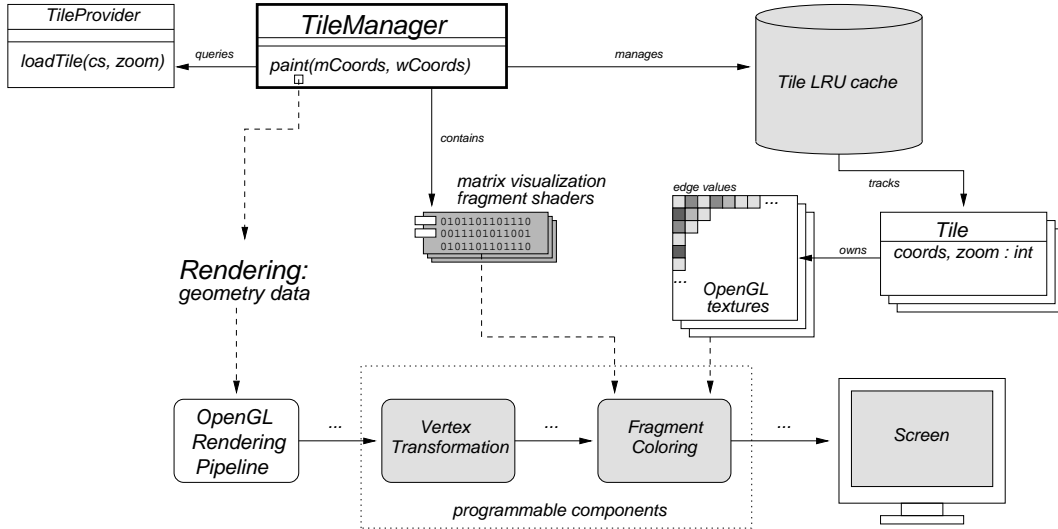 TileProvider
loadTile(cs, zoom)
queries
TileManager
paint(mCoords, wCoords)
manages
Tile LRU cache
contains
tracks
matrix visualization
fragment shaders
0101101101110
0011101011001
0101101101110
edge values
...
...
OpenGL
textures
owns
Tile
coords, zoom : int
Rendering:
geometry data
OpenGL
Rendering
Pipeline
...
Vertex
Transformation
...
Fragment
Coloring
...
Screen
programmable components